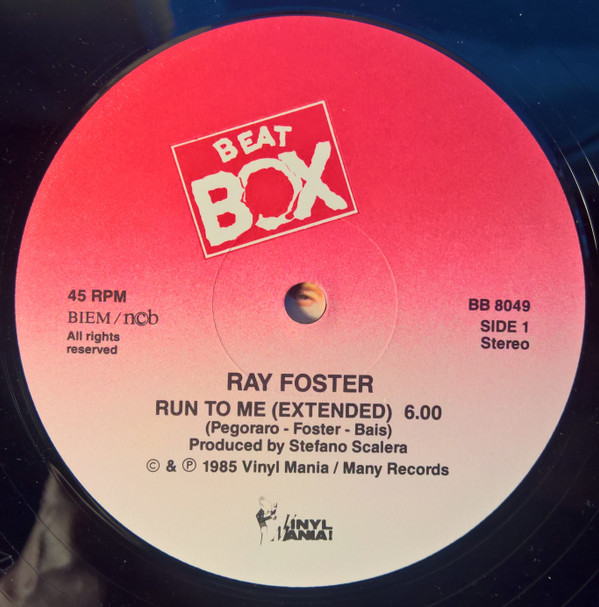 BEAT
BOX
45 RPM
BIEM/ncb
All rights
reserved
BB 8049
SIDE 1
Stereo
RAY FOSTER
RUN TO ME (EXTENDED) 6.00
(Pegoraro - Foster - Bais)
Produced by Stefano Scalera
© & ℗ 1985 Vinyl Mania / Many Records
VINYL
MANIA!